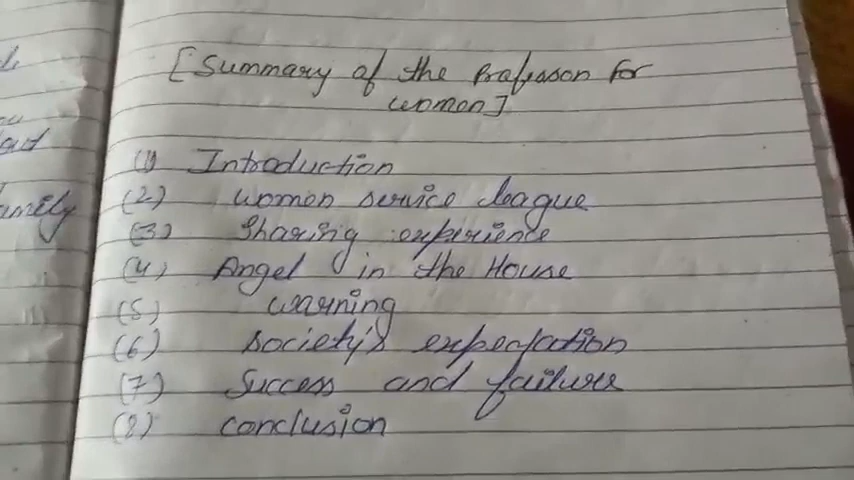 [Summary of the Professon for
women]
(1) Introduction
(2) women service league
(3) Sharing experience
(4) Angel in the House
(5) warning
(6) society's expectation
(7) Success and failure
(8) conclusion